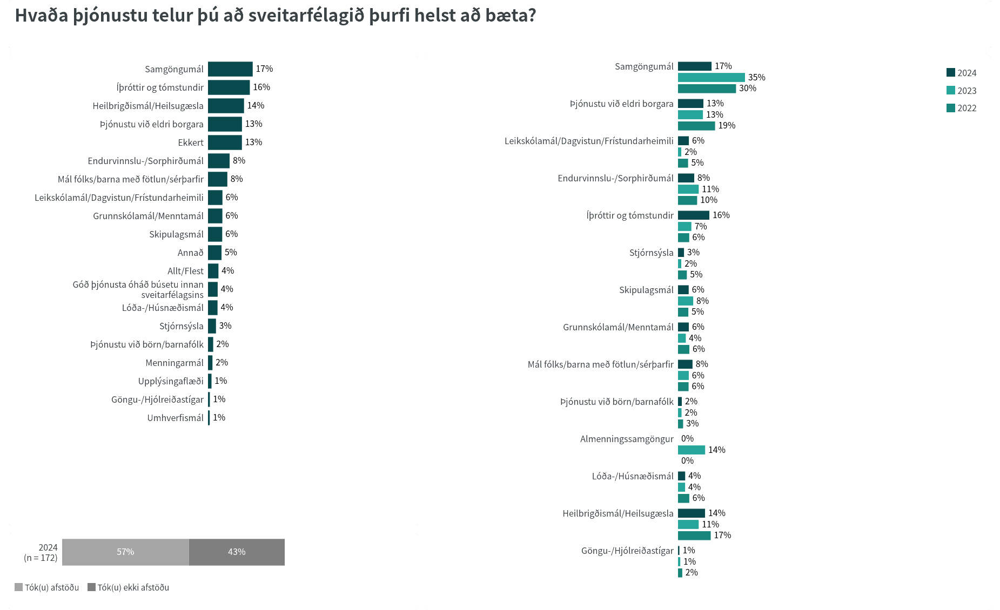 Hvaða þjónustu telur þú að sveitarfélagið þurfi helst að bæta?
Samgöngumál 17%
Íþróttir og tómstundir 16%
Heilbrigðismál/Heilsugæsla 14%
Þjónustu við eldri borgara 13%
Ekkert 13%
Endurvinnslu-/Sorphirðumál 8%
Mál fólks/barna með fötlun/sérþarfir 8%
Leikskólamál/Dagvistun/Frístundarheimili 6%
Grunnskólamál/Menntamál 6%
Skipulagsmál 6%
Annað 5%
Allt/Flest 4%
Góð þjónusta óháð búsetu innan
sveitarfélagsins 4%
Lóða-/Húsnæðismál 4%
Stjórnsýsla 3%
Þjónustu við börn/barnafólk 2%
Menningarmál 2%
Upplýsingaflæði 1%
Göngu-/Hjólreiðastígar 1%
Umhverfismál 1%
2024
(n = 172)
57% 43%
Tók(u) afstöðu Tók(u) ekki afstöðu
Samgöngumál 17%
35%
30%
Þjónustu við eldri borgara 13%
13%
19%
Leikskólamál/Dagvistun/Frístundarheimili 6%
2%
5%
Endurvinnslu-/Sorphirðumál 8%
11%
10%
Íþróttir og tómstundir 16%
7%
6%
Stjórnsýsla 3%
2%
5%
Skipulagsmál 6%
8%
5%
Grunnskólamál/Menntamál 6%
4%
6%
Mál fólks/barna með fötlun/sérþarfir 8%
6%
6%
Þjónustu við börn/barnafólk 2%
2%
3%
Almenningssamgöngur 0%
14%
0%
Lóða-/Húsnæðismál 4%
4%
6%
Heilbrigðismál/Heilsugæsla 14%
11%
17%
Göngu-/Hjólreiðastígar 1%
1%
2%
2024
2023
2022